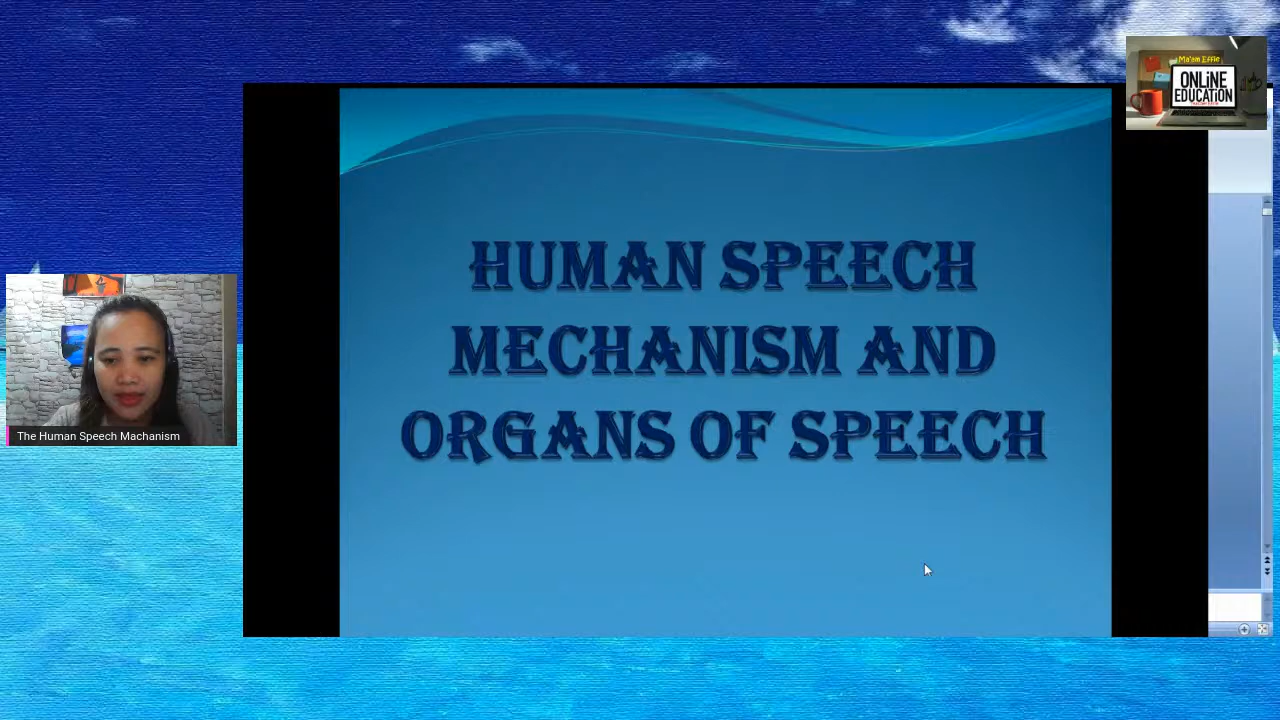 Ma'am Effie
ONLINE
EDUCATION
HUMAN SPEECH
MECHANISM AND
ORGANS OF SPEECH
The Human Speech Machanism